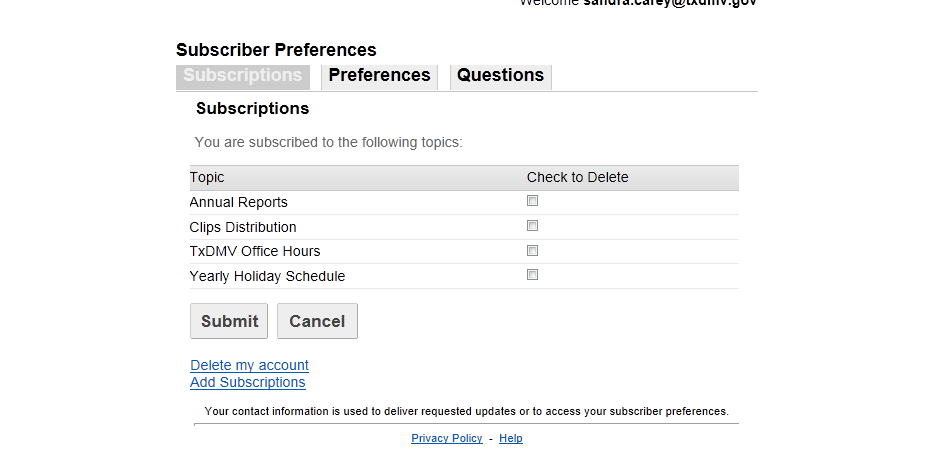 Welcome sandra.carey@txdmv.gov
Subscriber Preferences
Subscriptions Preferences Questions
Subscriptions
You are subscribed to the following topics:
Topic Check to Delete
Annual Reports
Clips Distribution
TxDMV Office Hours
Yearly Holiday Schedule
Submit Cancel
Delete my account
Add Subscriptions
Your contact information is used to deliver requested updates or to access your subscriber preferences.
Privacy Policy - Help